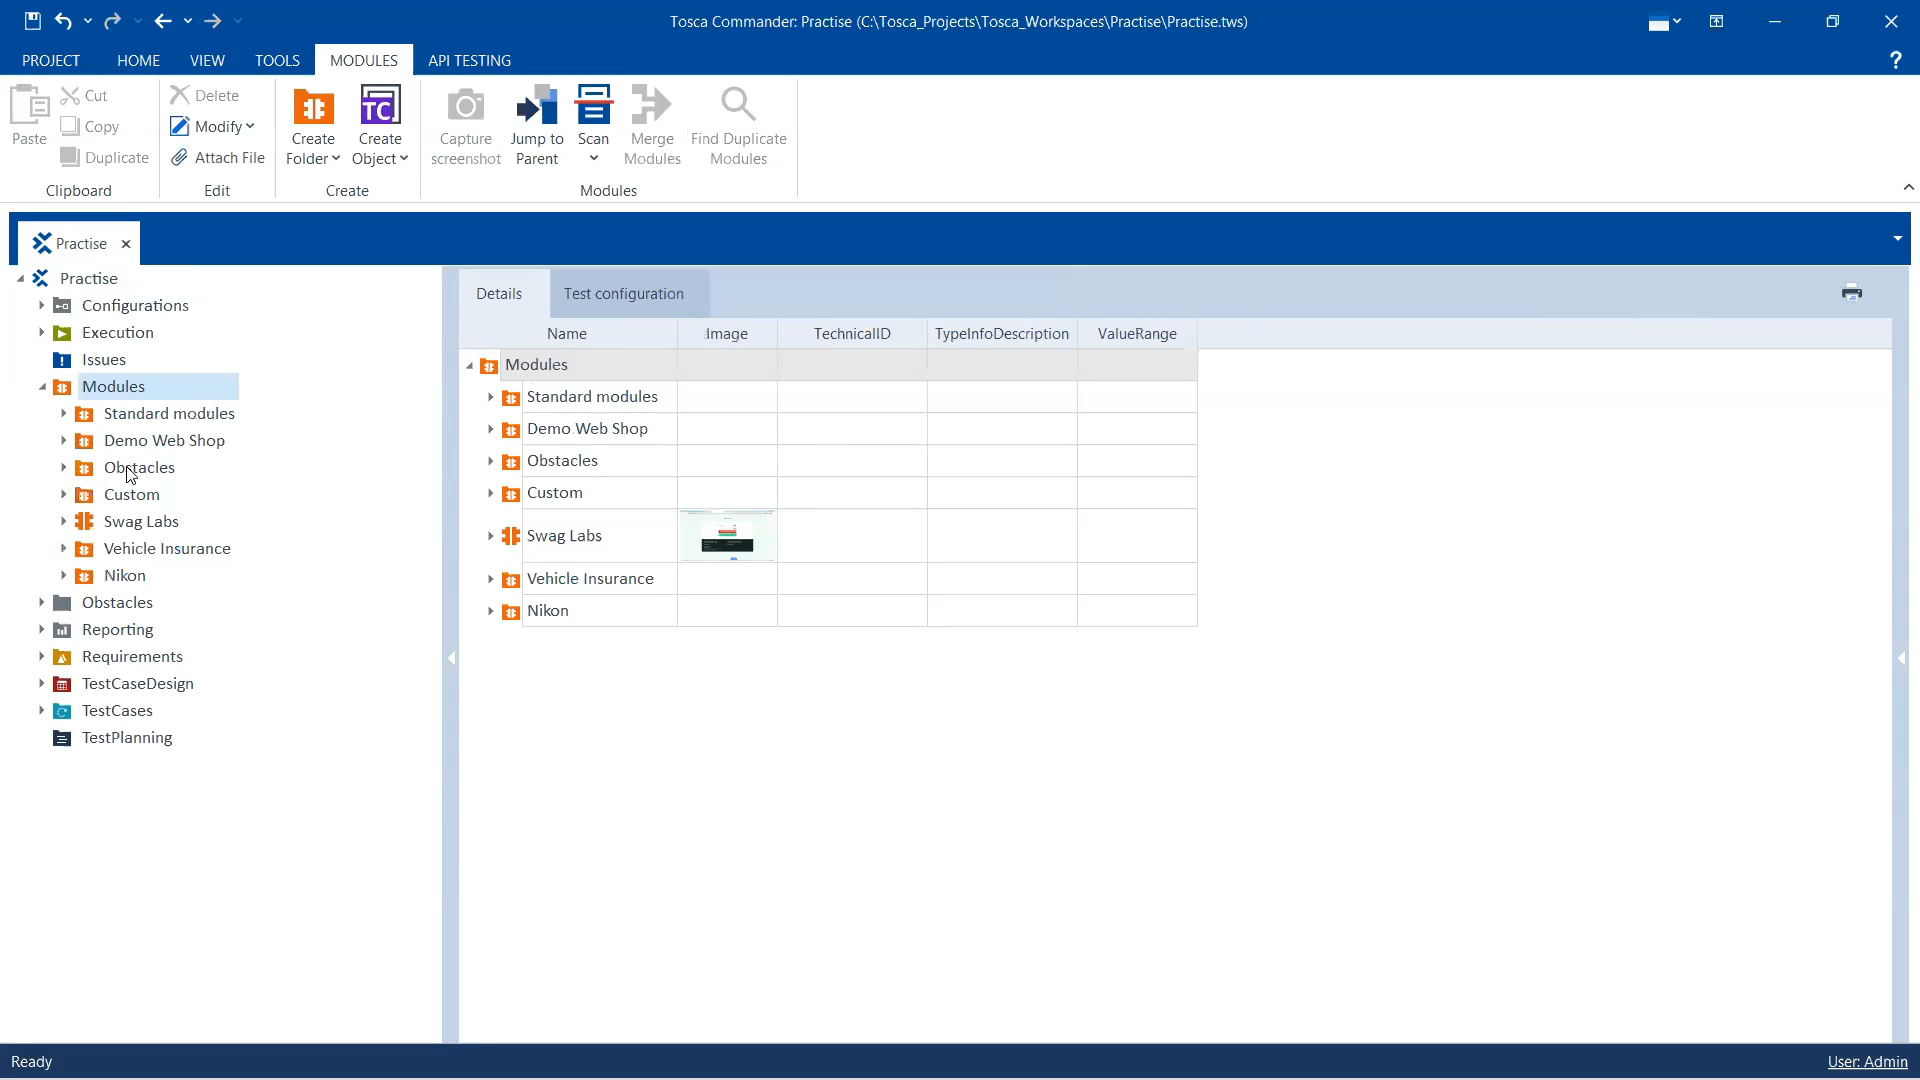 Tosca Commander: Practise (C:\Tosca_Projects\Tosca_Workspaces\Practise\Practise.tws)
PROJECT HOME VIEW TOOLS MODULES API TESTING ?
Paste
Cut
Copy
Duplicate
Clipboard
Delete
Modify
Attach File
Edit
Create Folder
TC
Create Object
Create
Capture screenshot
Jump to Parent
Scan
Merge Modules
Find Duplicate Modules
Modules
Practise
Practise
Configurations
Execution
Issues
Modules
Standard modules
Demo Web Shop
Obstacles
Custom
Swag Labs
Vehicle Insurance
Nikon
Obstacles
Reporting
Requirements
TestCaseDesign
TestCases
TestPlanning
Details Test configuration
Name Image TechnicalID TypeInfoDescription ValueRange
Modules
Standard modules
Demo Web Shop
Obstacles
Custom
Swag Labs
Vehicle Insurance
Nikon
Ready User: Admin